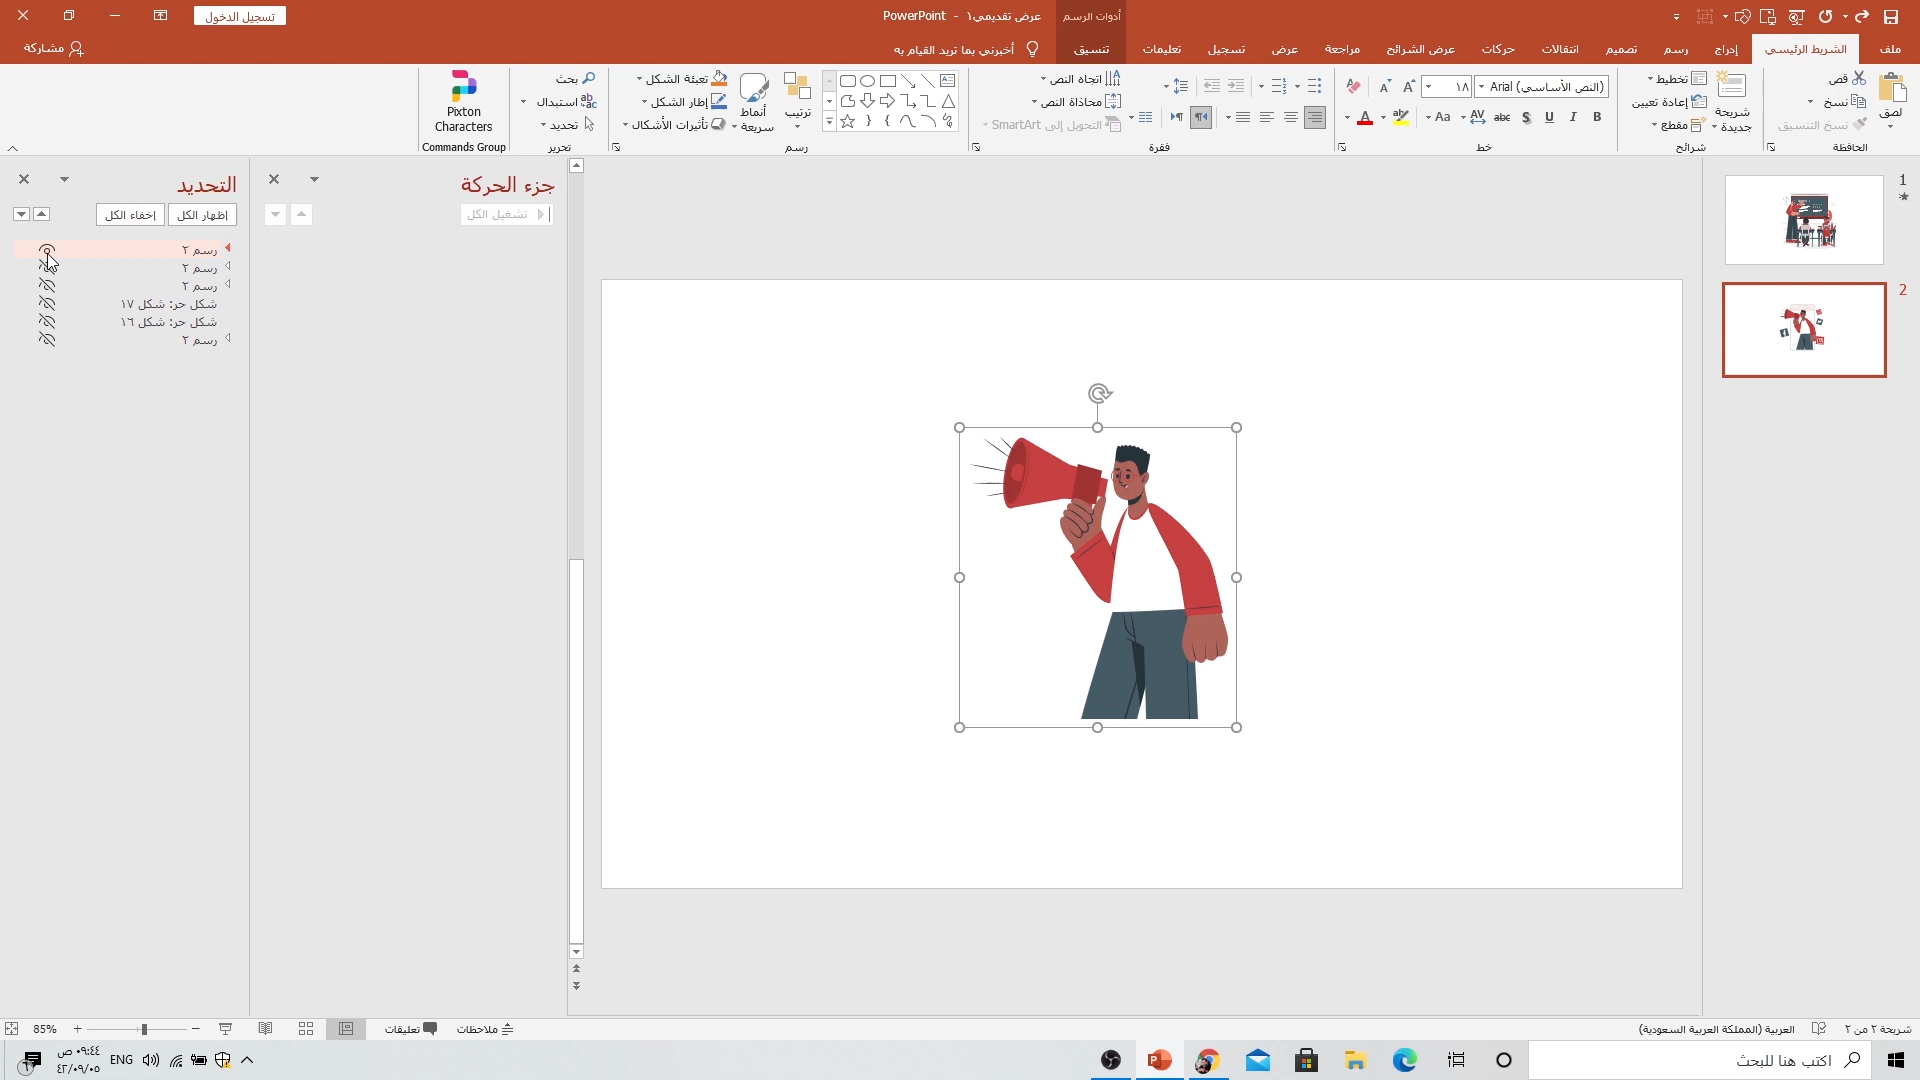 أدوات الرسم
عرض تقديمي١ - PowerPoint
تسجيل الدخول
ملف
الشريط الرئيسي
إدراج
رسم
تصميم
انتقالات
حركات
عرض الشرائح
مراجعة
عرض
تسجيل
تعليمات
تنسيق
أخبرني بما تريد القيام به
مشاركة
لصق
قص
نسخ
نسخ التنسيق
الحافظة
شريحة جديدة
تخطيط
إعادة تعيين
مقطع
شرائح
(النص الأساسي) Arial
١٨
خط
فقرة
اتجاه النص
محاذاة النص
التحويل إلى SmartArt
ترتيب
أنماط سريعة
تعبئة الشكل
إطار الشكل
تأثيرات الأشكال
رسم
بحث
استبدال
تحديد
تحرير
Pixton Characters
Commands Group
1
2
جزء الحركة
تشغيل الكل
التحديد
إظهار الكل
إخفاء الكل
رسم ٢
رسم ٢
رسم ٢
شكل حر: شكل ١٧
شكل حر: شكل ١٦
رسم ٢
شريحة ٢ من ٢
العربية (المملكة العربية السعودية)
ملاحظات
تعليقات
85%
اكتب هنا للبحث
ENG
٠٩:٤٤ ص
٤٢/٠٩/٠٥